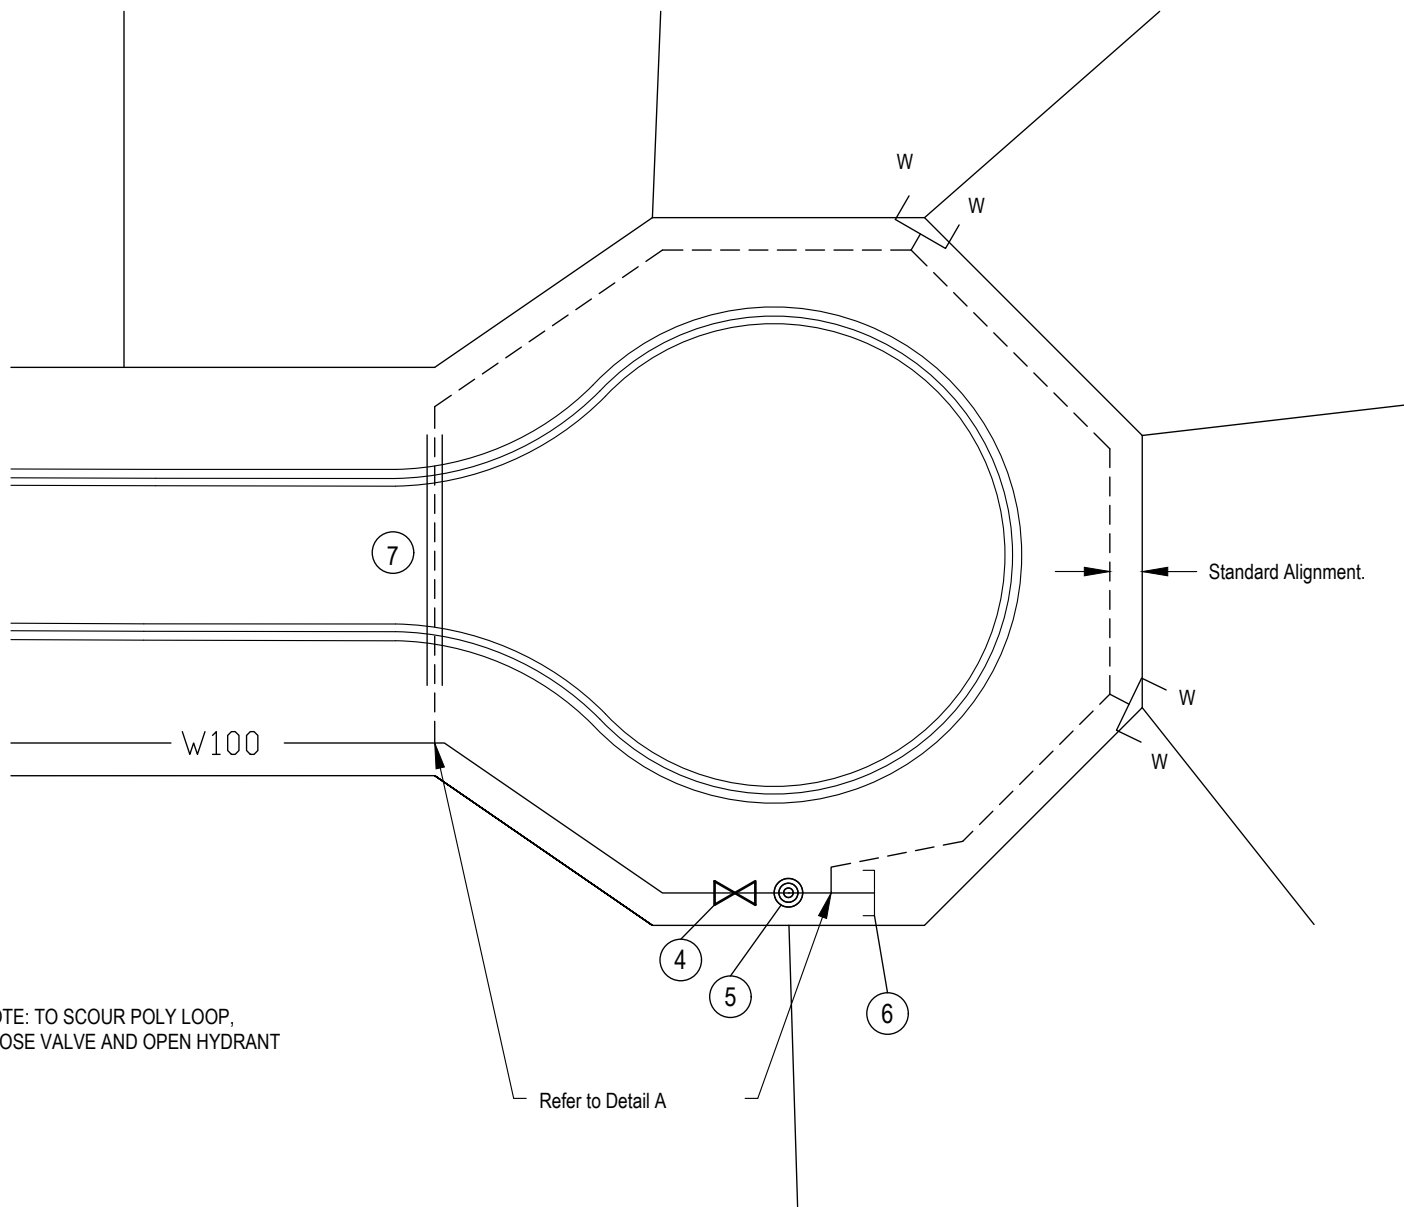 W
W
7
Standard Alignment.
W
W100
W
4
5
6
OTE: TO SCOUR POLY LOOP,
OSE VALVE AND OPEN HYDRANT
Refer to Detail A